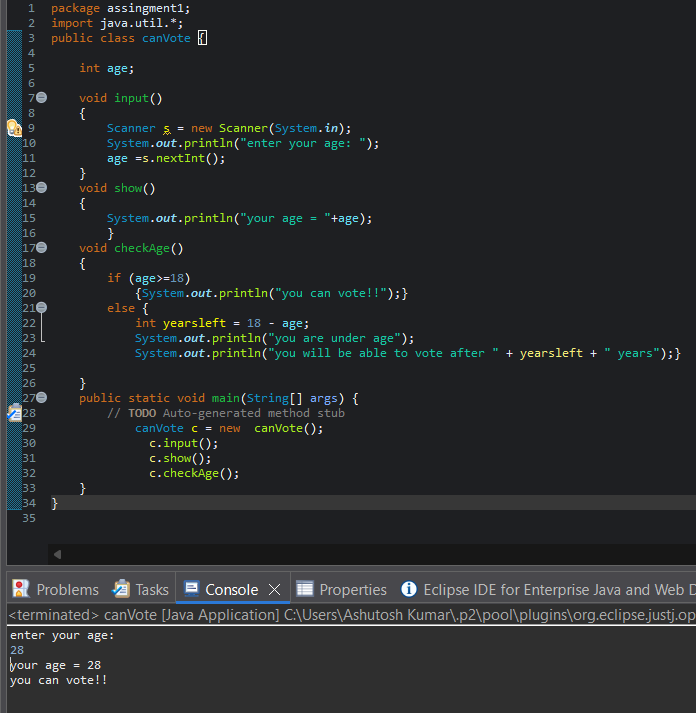 1 package assingment1;
2 import java.util.*;
3 public class canVote {
4
5 int age;
6
7 void input()
8 {
9 Scanner s = new Scanner(System.in);
10 System.out.println("enter your age: ");
11 age =s.nextInt();
12 }
13 void show()
14 {
15 System.out.println("your age = "+age);
16 }
17 void checkAge()
18 {
19 if (age>=18)
20 {System.out.println("you can vote!!");}
21 else {
22 int yearsleft = 18 - age;
23 System.out.println("you are under age");
24 System.out.println("you will be able to vote after " + yearsleft + " years");}
25
26 }
27 public static void main(String[] args) {
28 // TODO Auto-generated method stub
29 canVote c = new  canVote();
30 c.input();
31 c.show();
32 c.checkAge();
33 }
34 }
35
Problems Tasks Console Properties Eclipse IDE for Enterprise Java and Web D
<terminated> canVote [Java Application] C:\Users\Ashutosh Kumar\.p2\pool\plugins\org.eclipse.justj.op
enter your age:
28
your age = 28
you can vote!!